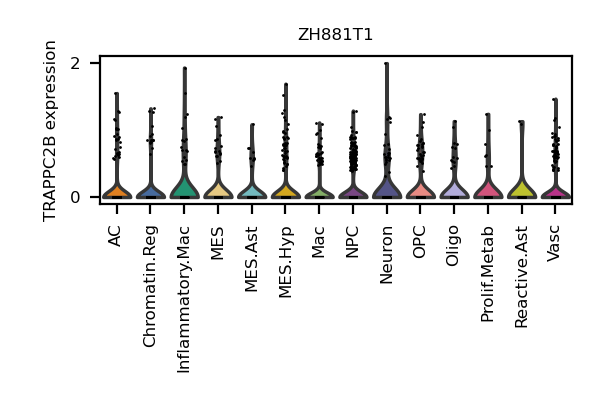 ZH881T1
TRAPPC2B expression
2
0
AC
Chromatin.Reg
Inflammatory.Mac
MES
MES.Ast
MES.Hyp
Mac
NPC
Neuron
OPC
Oligo
Prolif.Metab
Reactive.Ast
Vasc